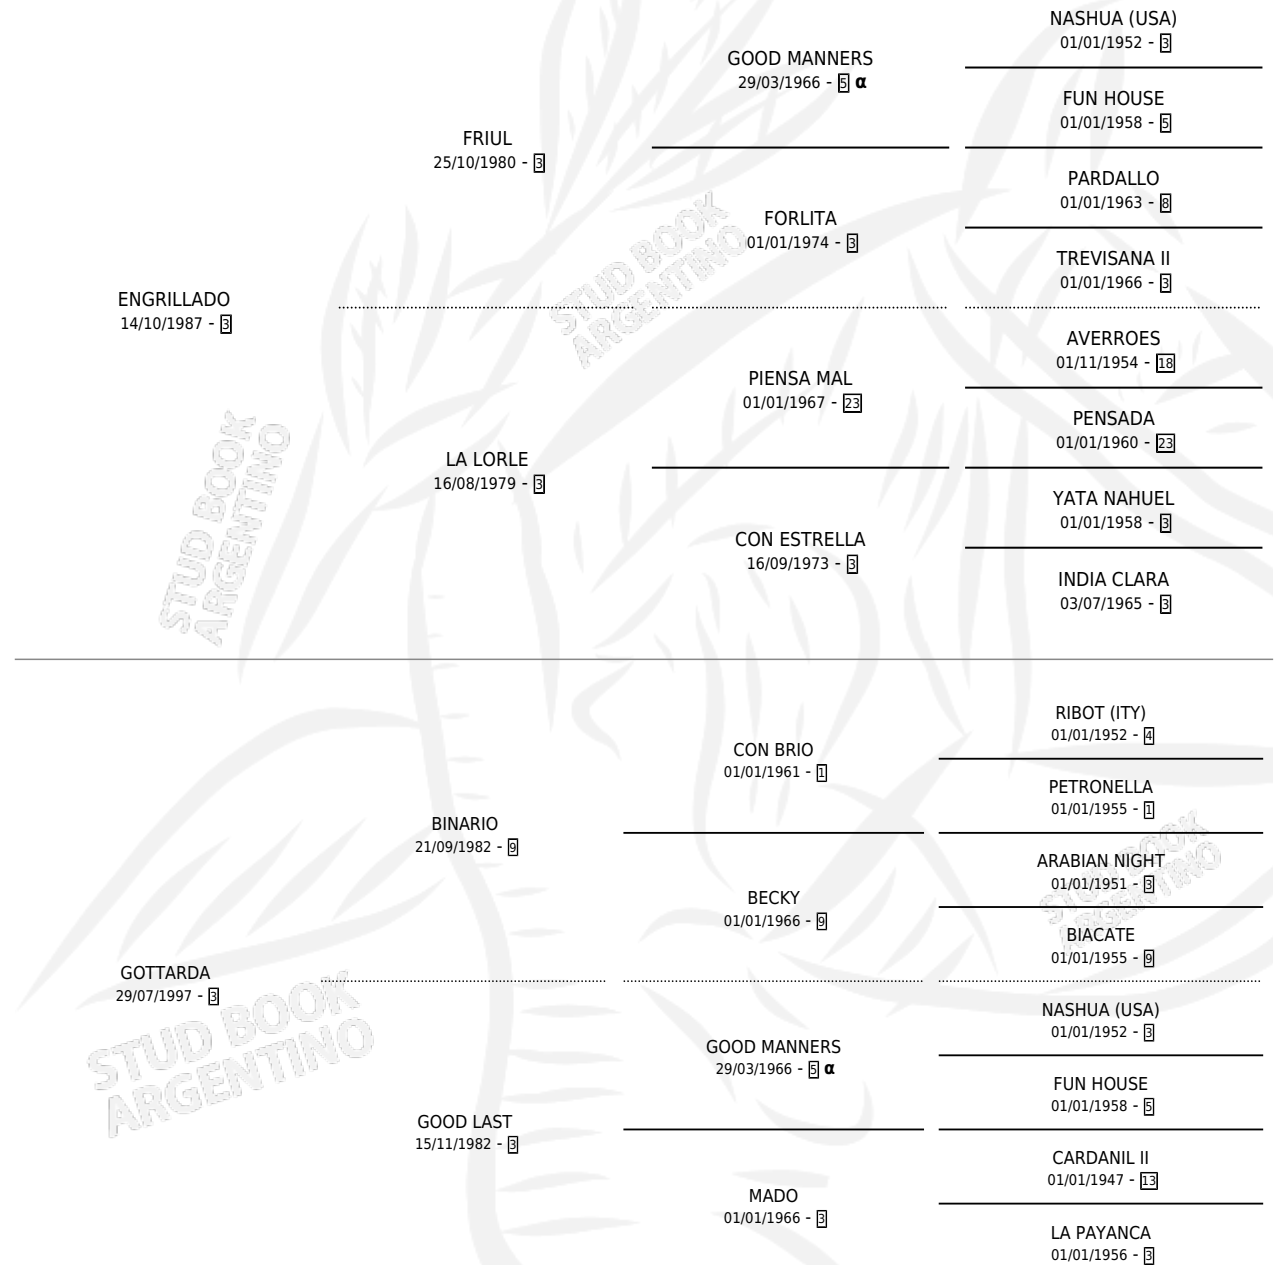 NASHUA (USA)
01/01/1952 - 3
GOOD MANNERS
29/03/1966 - 5 α
FUN HOUSE
01/01/1958 - 5
FRIUL
25/10/1980 - 3
PARDALLO
01/01/1963 - 8
FORLITA
01/01/1974 - 3
TREVISANA II
01/01/1966 - 3
STUD BOOK
ARGENTINO
ENGRILLADO
14/10/1987 - 3
AVERROES
01/11/1954 - 18
PIENSA MAL
01/01/1967 - 23
PENSADA
01/01/1960 - 23
LA LORLE
16/08/1979 - 3
YATA NAHUEL
01/01/1958 - 3
CON ESTRELLA
16/09/1973 - 3
INDIA CLARA
03/07/1965 - 3
STUD BOOK
ARGENTINO
RIBOT (ITY)
01/01/1952 - 4
CON BRIO
01/01/1961 - 1
PETRONELLA
01/01/1955 - 1
BINARIO
21/09/1982 - 9
ARABIAN NIGHT
01/01/1951 - 3
BECKY
01/01/1966 - 9
BIACATE
01/01/1955 - 9
STUD BOOK
ARGENTINO
GOTTARDA
29/07/1997 - 3
NASHUA (USA)
01/01/1952 - 3
GOOD MANNERS
29/03/1966 - 5 α
FUN HOUSE
01/01/1958 - 5
STUD BOOK
ARGENTINO
GOOD LAST
15/11/1982 - 3
CARDANIL II
01/01/1947 - 13
MADO
01/01/1966 - 3
LA PAYANCA
01/01/1956 - 3